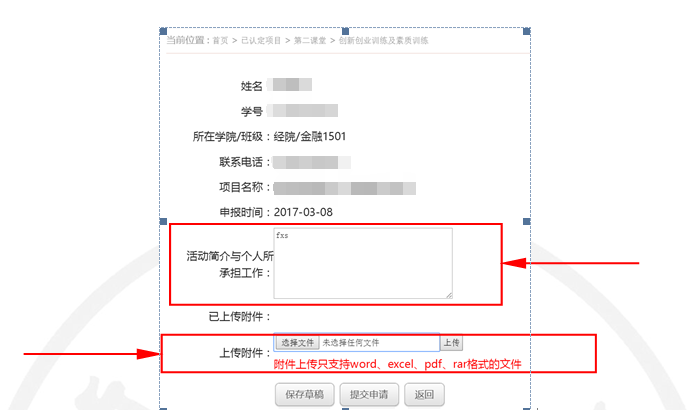 当前位置：首页 > 已认定项目 > 第二课堂 > 创新创业训练及素质训练
姓名
学号
所在学院/班级：经院/金融1501
联系电话：
项目名称：
申报时间：2017-03-08
活动简介与个人所
承担工作：
fxs
已上传附件：
上传附件：
选择文件 未选择任何文件 上传
附件上传只支持word、excel、pdf、rar格式的文件
保存草稿 提交申请 返回